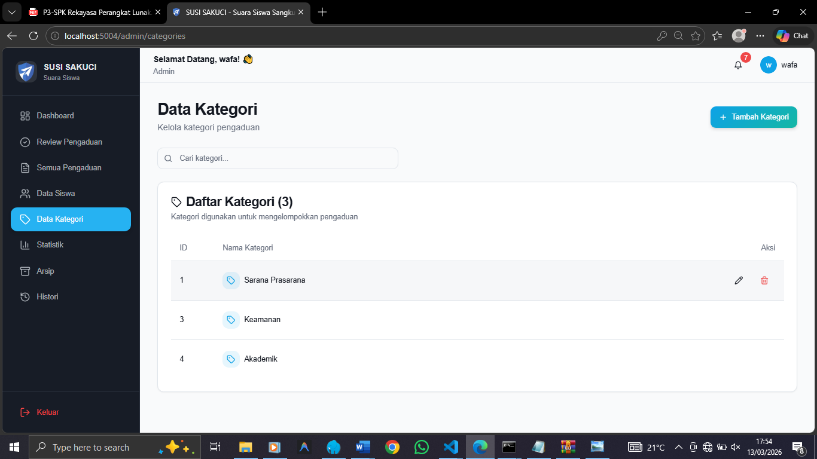 P3-SPK Rekayasa Perangkat Lunak
SUSI SAKUCI - Suara Siswa Sangku
localhost:5004/admin/categories
Chat
SUSI SAKUCI
Suara Siswa
Selamat Datang, wafa! 👋
Admin
7
w
wafa
Dashboard
Review Pengaduan
Semua Pengaduan
Data Siswa
Data Kategori
Statistik
Arsip
Histori
Keluar
Data Kategori
Kelola kategori pengaduan
+ Tambah Kategori
Cari kategori...
Daftar Kategori (3)
Kategori digunakan untuk mengelompokkan pengaduan
ID Nama Kategori Aksi
1 Sarana Prasarana
3 Keamanan
4 Akademik
Type here to search
21°C
17:54
13/03/2026
8